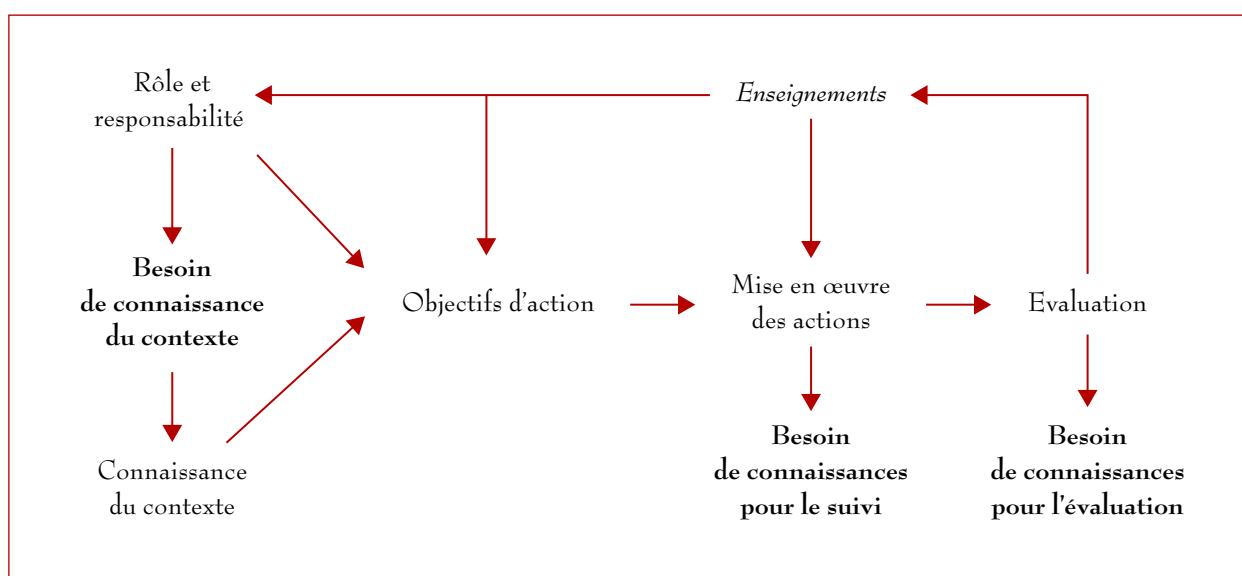 Rôle et
responsabilité
Enseignements
Besoin
de connaissance
du contexte
Objectifs d'action
Mise en œuvre
des actions
Evaluation
Connaissance
du contexte
Besoin
de connaissances
pour le suivi
Besoin
de connaissances
pour l'évaluation